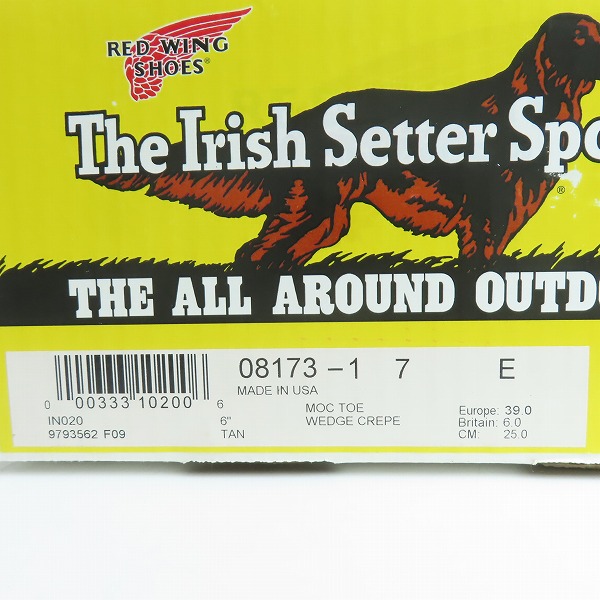 RED WING
SHOES®
The Irish Setter Spo
®
THE ALL AROUND OUTDO
08173-1 7 E
MADE IN USA
0 00333 10200 6
MOC TOE
IN020 6" WEDGE CREPE
9793562 F09 TAN
Europe: 39.0
Britain: 6.0
CM: 25.0